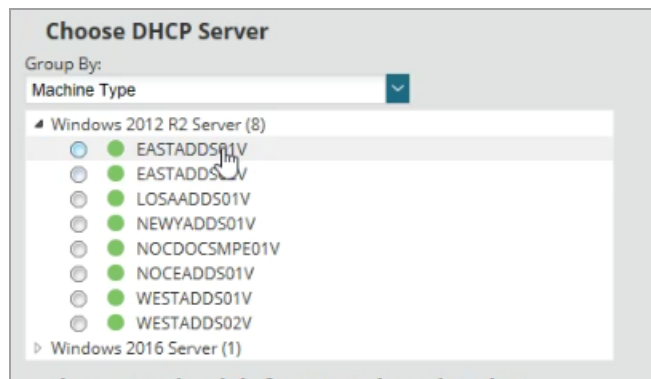 Choose DHCP Server
Group By:
Machine Type
Windows 2012 R2 Server (8)
EASTADDS01V
LOSAADDS01V
NEWYADDS01V
NOCDOCSMPE01V
NOCEADDS01V
WESTADDS01V
WESTADDS02V
Windows 2016 Server (1)